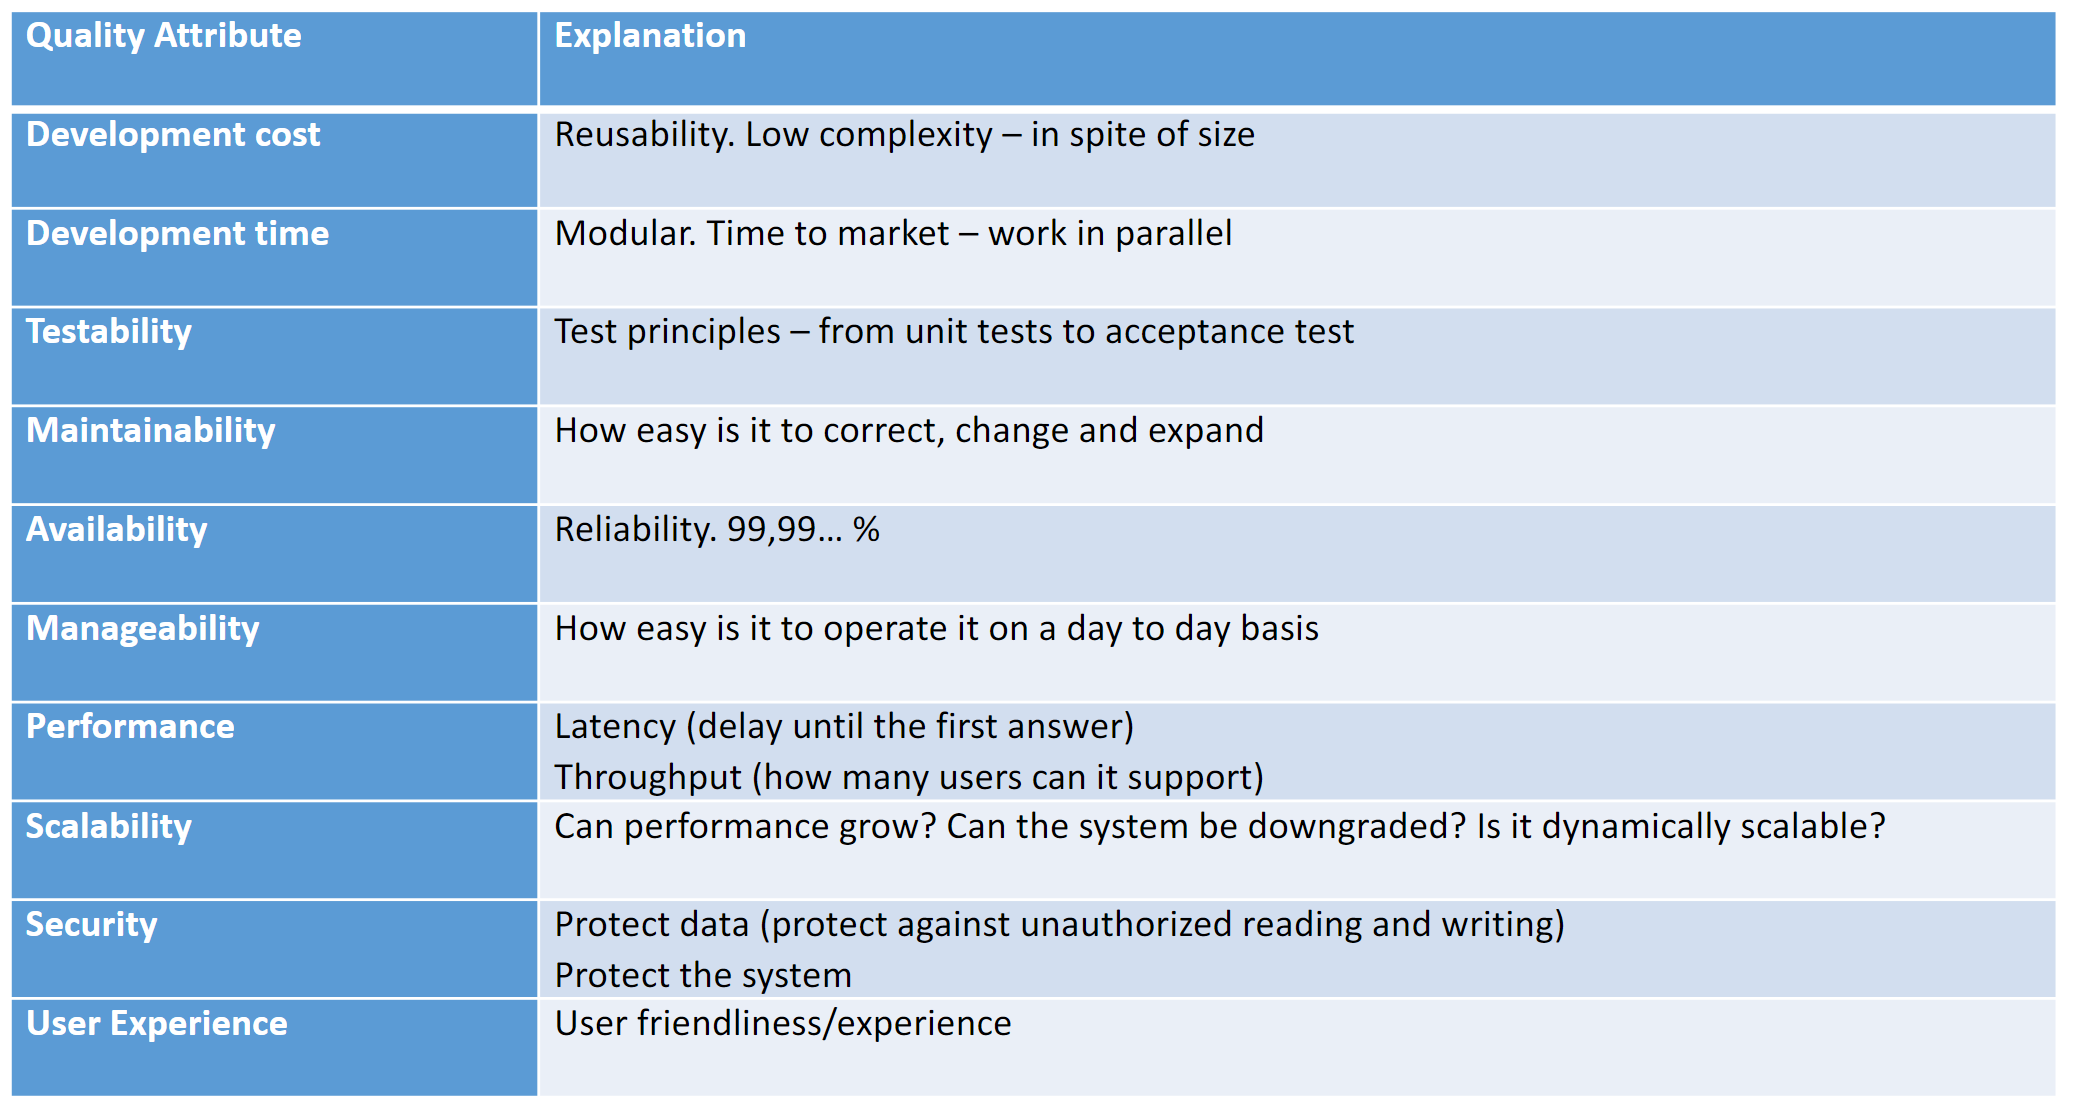 Quality Attribute
Explanation
Development cost
Reusability. Low complexity – in spite of size
Development time
Modular. Time to market – work in parallel
Testability
Test principles – from unit tests to acceptance test
Maintainability
How easy is it to correct, change and expand
Availability
Reliability. 99,99... %
Manageability
How easy is it to operate it on a day to day basis
Performance
Latency (delay until the first answer)
Throughput (how many users can it support)
Scalability
Can performance grow? Can the system be downgraded? Is it dynamically scalable?
Security
Protect data (protect against unauthorized reading and writing)
Protect the system
User Experience
User friendliness/experience